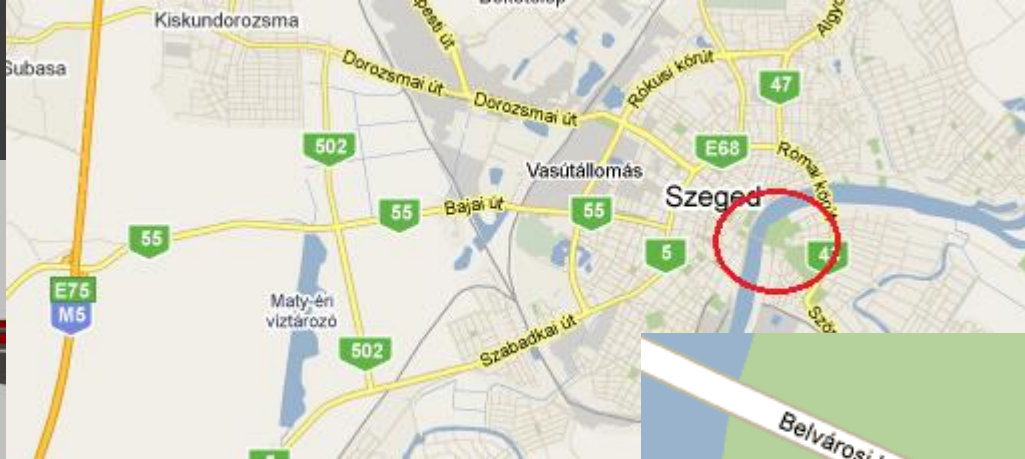 Kiskundorozsma
Subasa
Dorozsmai út
Dorozsmai út
Rókusi körút
47
502
E68
Római körút
Vasútállomás
Szeged
55
Bajai út
55
55
5
E75
M5
Maty-éri
víztározó
502
Szabadkai út
Belvárosi